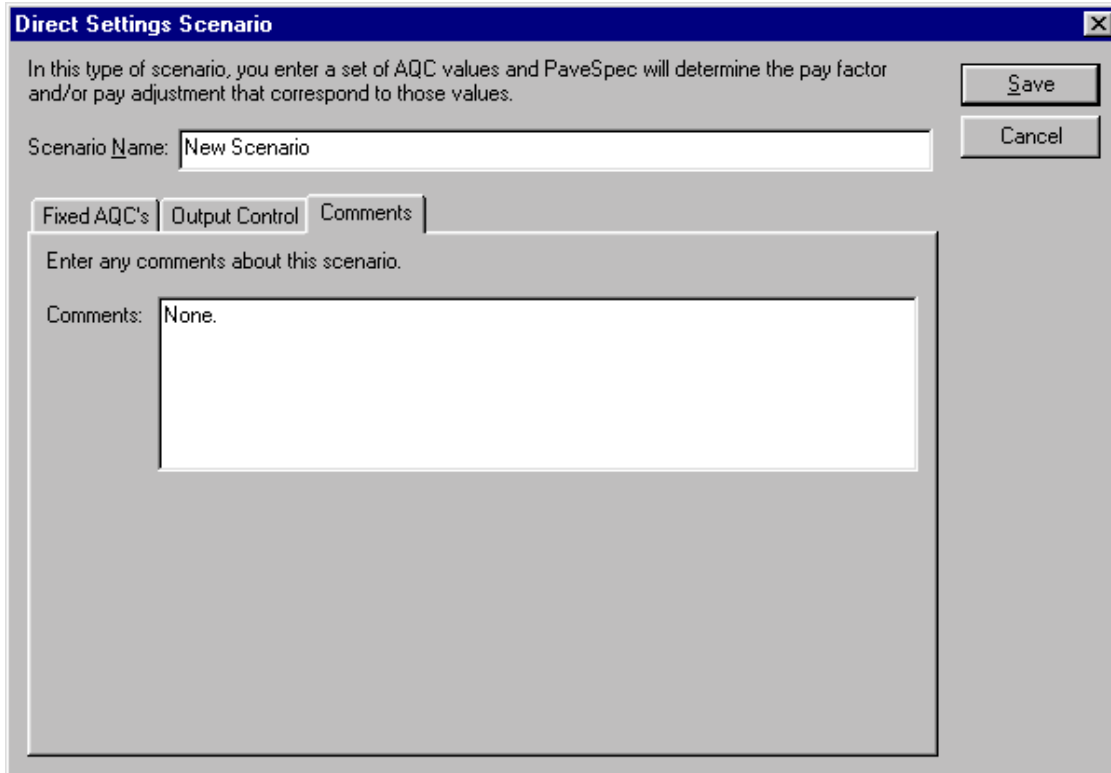 Direct Settings Scenario
In this type of scenario, you enter a set of AQC values and PaveSpec will determine the pay factor
and/or pay adjustment that correspond to those values.
Save
Cancel
Scenario Name: New Scenario
Fixed AQC's Output Control Comments
Enter any comments about this scenario.
Comments: None.